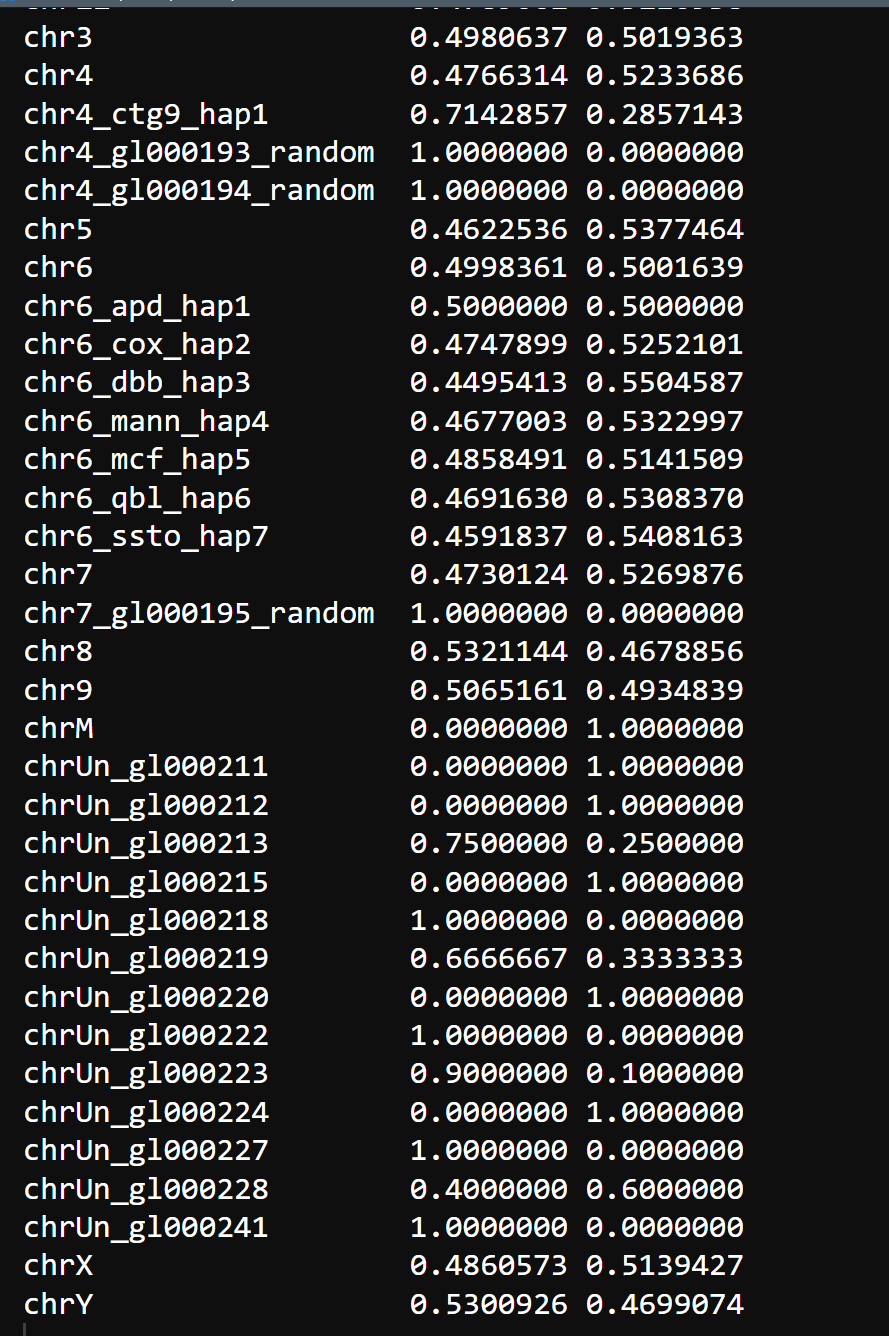 chr3 0.4980637 0.5019363
chr4 0.4766314 0.5233686
chr4_ctg9_hap1 0.7142857 0.2857143
chr4_gl000193_random 1.0000000 0.0000000
chr4_gl000194_random 1.0000000 0.0000000
chr5 0.4622536 0.5377464
chr6 0.4998361 0.5001639
chr6_apd_hap1 0.5000000 0.5000000
chr6_cox_hap2 0.4747899 0.5252101
chr6_dbb_hap3 0.4495413 0.5504587
chr6_mann_hap4 0.4677003 0.5322997
chr6_mcf_hap5 0.4858491 0.5141509
chr6_qbl_hap6 0.4691630 0.5308370
chr6_ssto_hap7 0.4591837 0.5408163
chr7 0.4730124 0.5269876
chr7_gl000195_random 1.0000000 0.0000000
chr8 0.5321144 0.4678856
chr9 0.5065161 0.4934839
chrM 0.0000000 1.0000000
chrUn_gl000211 0.0000000 1.0000000
chrUn_gl000212 0.0000000 1.0000000
chrUn_gl000213 0.7500000 0.2500000
chrUn_gl000215 0.0000000 1.0000000
chrUn_gl000218 1.0000000 0.0000000
chrUn_gl000219 0.6666667 0.3333333
chrUn_gl000220 0.0000000 1.0000000
chrUn_gl000222 1.0000000 0.0000000
chrUn_gl000223 0.9000000 0.1000000
chrUn_gl000224 0.0000000 1.0000000
chrUn_gl000227 1.0000000 0.0000000
chrUn_gl000228 0.4000000 0.6000000
chrUn_gl000241 1.0000000 0.0000000
chrX 0.4860573 0.5139427
chrY 0.5300926 0.4699074